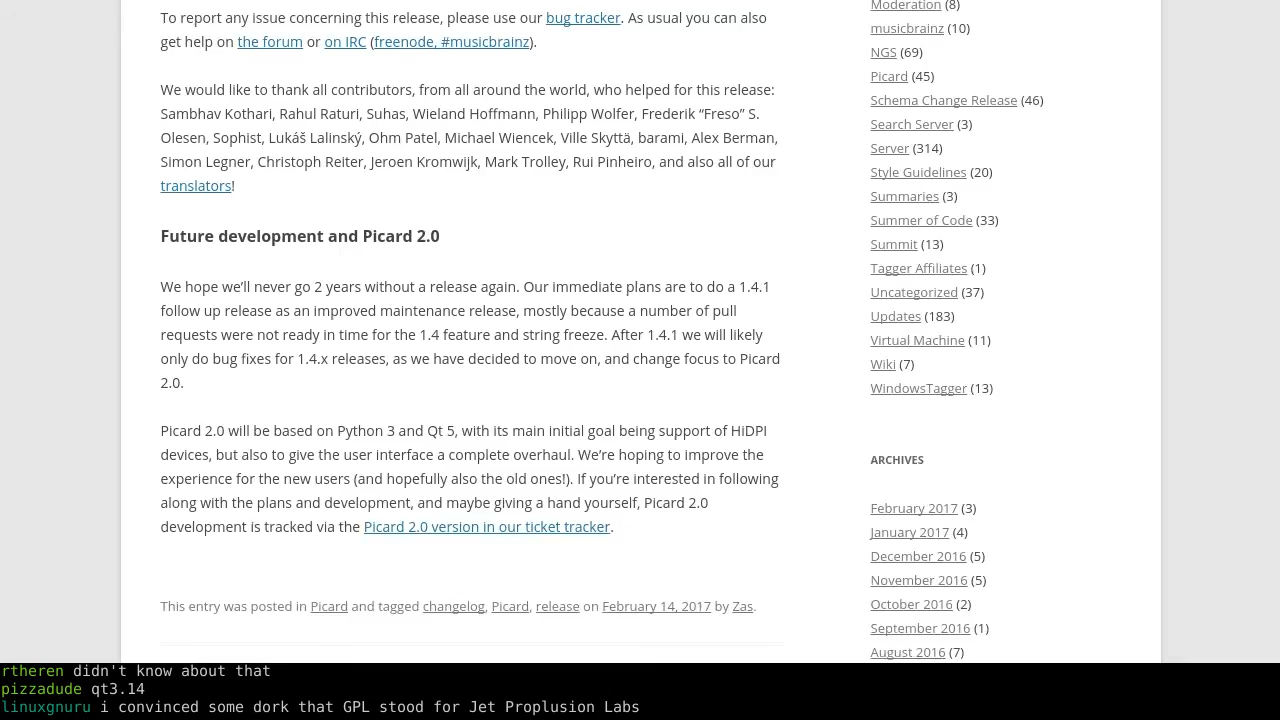 To report any issue concerning this release, please use our bug tracker. As usual you can also
get help on the forum or on IRC (freenode, #musicbrainz).
We would like to thank all contributors, from all around the world, who helped for this release:
Sambhav Kothari, Rahul Raturi, Suhas, Wieland Hoffmann, Philipp Wolfer, Frederik “Freso” S.
Olesen, Sophist, Lukáš Lalinský, Ohm Patel, Michael Wiencek, Ville Skyttä, barami, Alex Berman,
Simon Legner, Christoph Reiter, Jeroen Kromwijk, Mark Trolley, Rui Pinheiro, and also all of our
translators!
Future development and Picard 2.0
We hope we’ll never go 2 years without a release again. Our immediate plans are to do a 1.4.1
follow up release as an improved maintenance release, mostly because a number of pull
requests were not ready in time for the 1.4 feature and string freeze. After 1.4.1 we will likely
only do bug fixes for 1.4.x releases, as we have decided to move on, and change focus to Picard
2.0.
Picard 2.0 will be based on Python 3 and Qt 5, with its main initial goal being support of HiDPI
devices, but also to give the user interface a complete overhaul. We’re hoping to improve the
experience for the new users (and hopefully also the old ones!). If you’re interested in following
along with the plans and development, and maybe giving a hand yourself, Picard 2.0
development is tracked via the Picard 2.0 version in our ticket tracker.
This entry was posted in Picard and tagged changelog, Picard, release on February 14, 2017 by Zas.
Moderation (8)
musicbrainz (10)
NGS (69)
Picard (45)
Schema Change Release (46)
Search Server (3)
Server (314)
Style Guidelines (20)
Summaries (3)
Summer of Code (33)
Summit (13)
Tagger Affiliates (1)
Uncategorized (37)
Updates (183)
Virtual Machine (11)
Wiki (7)
WindowsTagger (13)
ARCHIVES
February 2017 (3)
January 2017 (4)
December 2016 (5)
November 2016 (5)
October 2016 (2)
September 2016 (1)
August 2016 (7)
rtheren didn't know about that
pizzadude qt3.14
linuxgnuru i convinced some dork that GPL stood for Jet Proplusion Labs